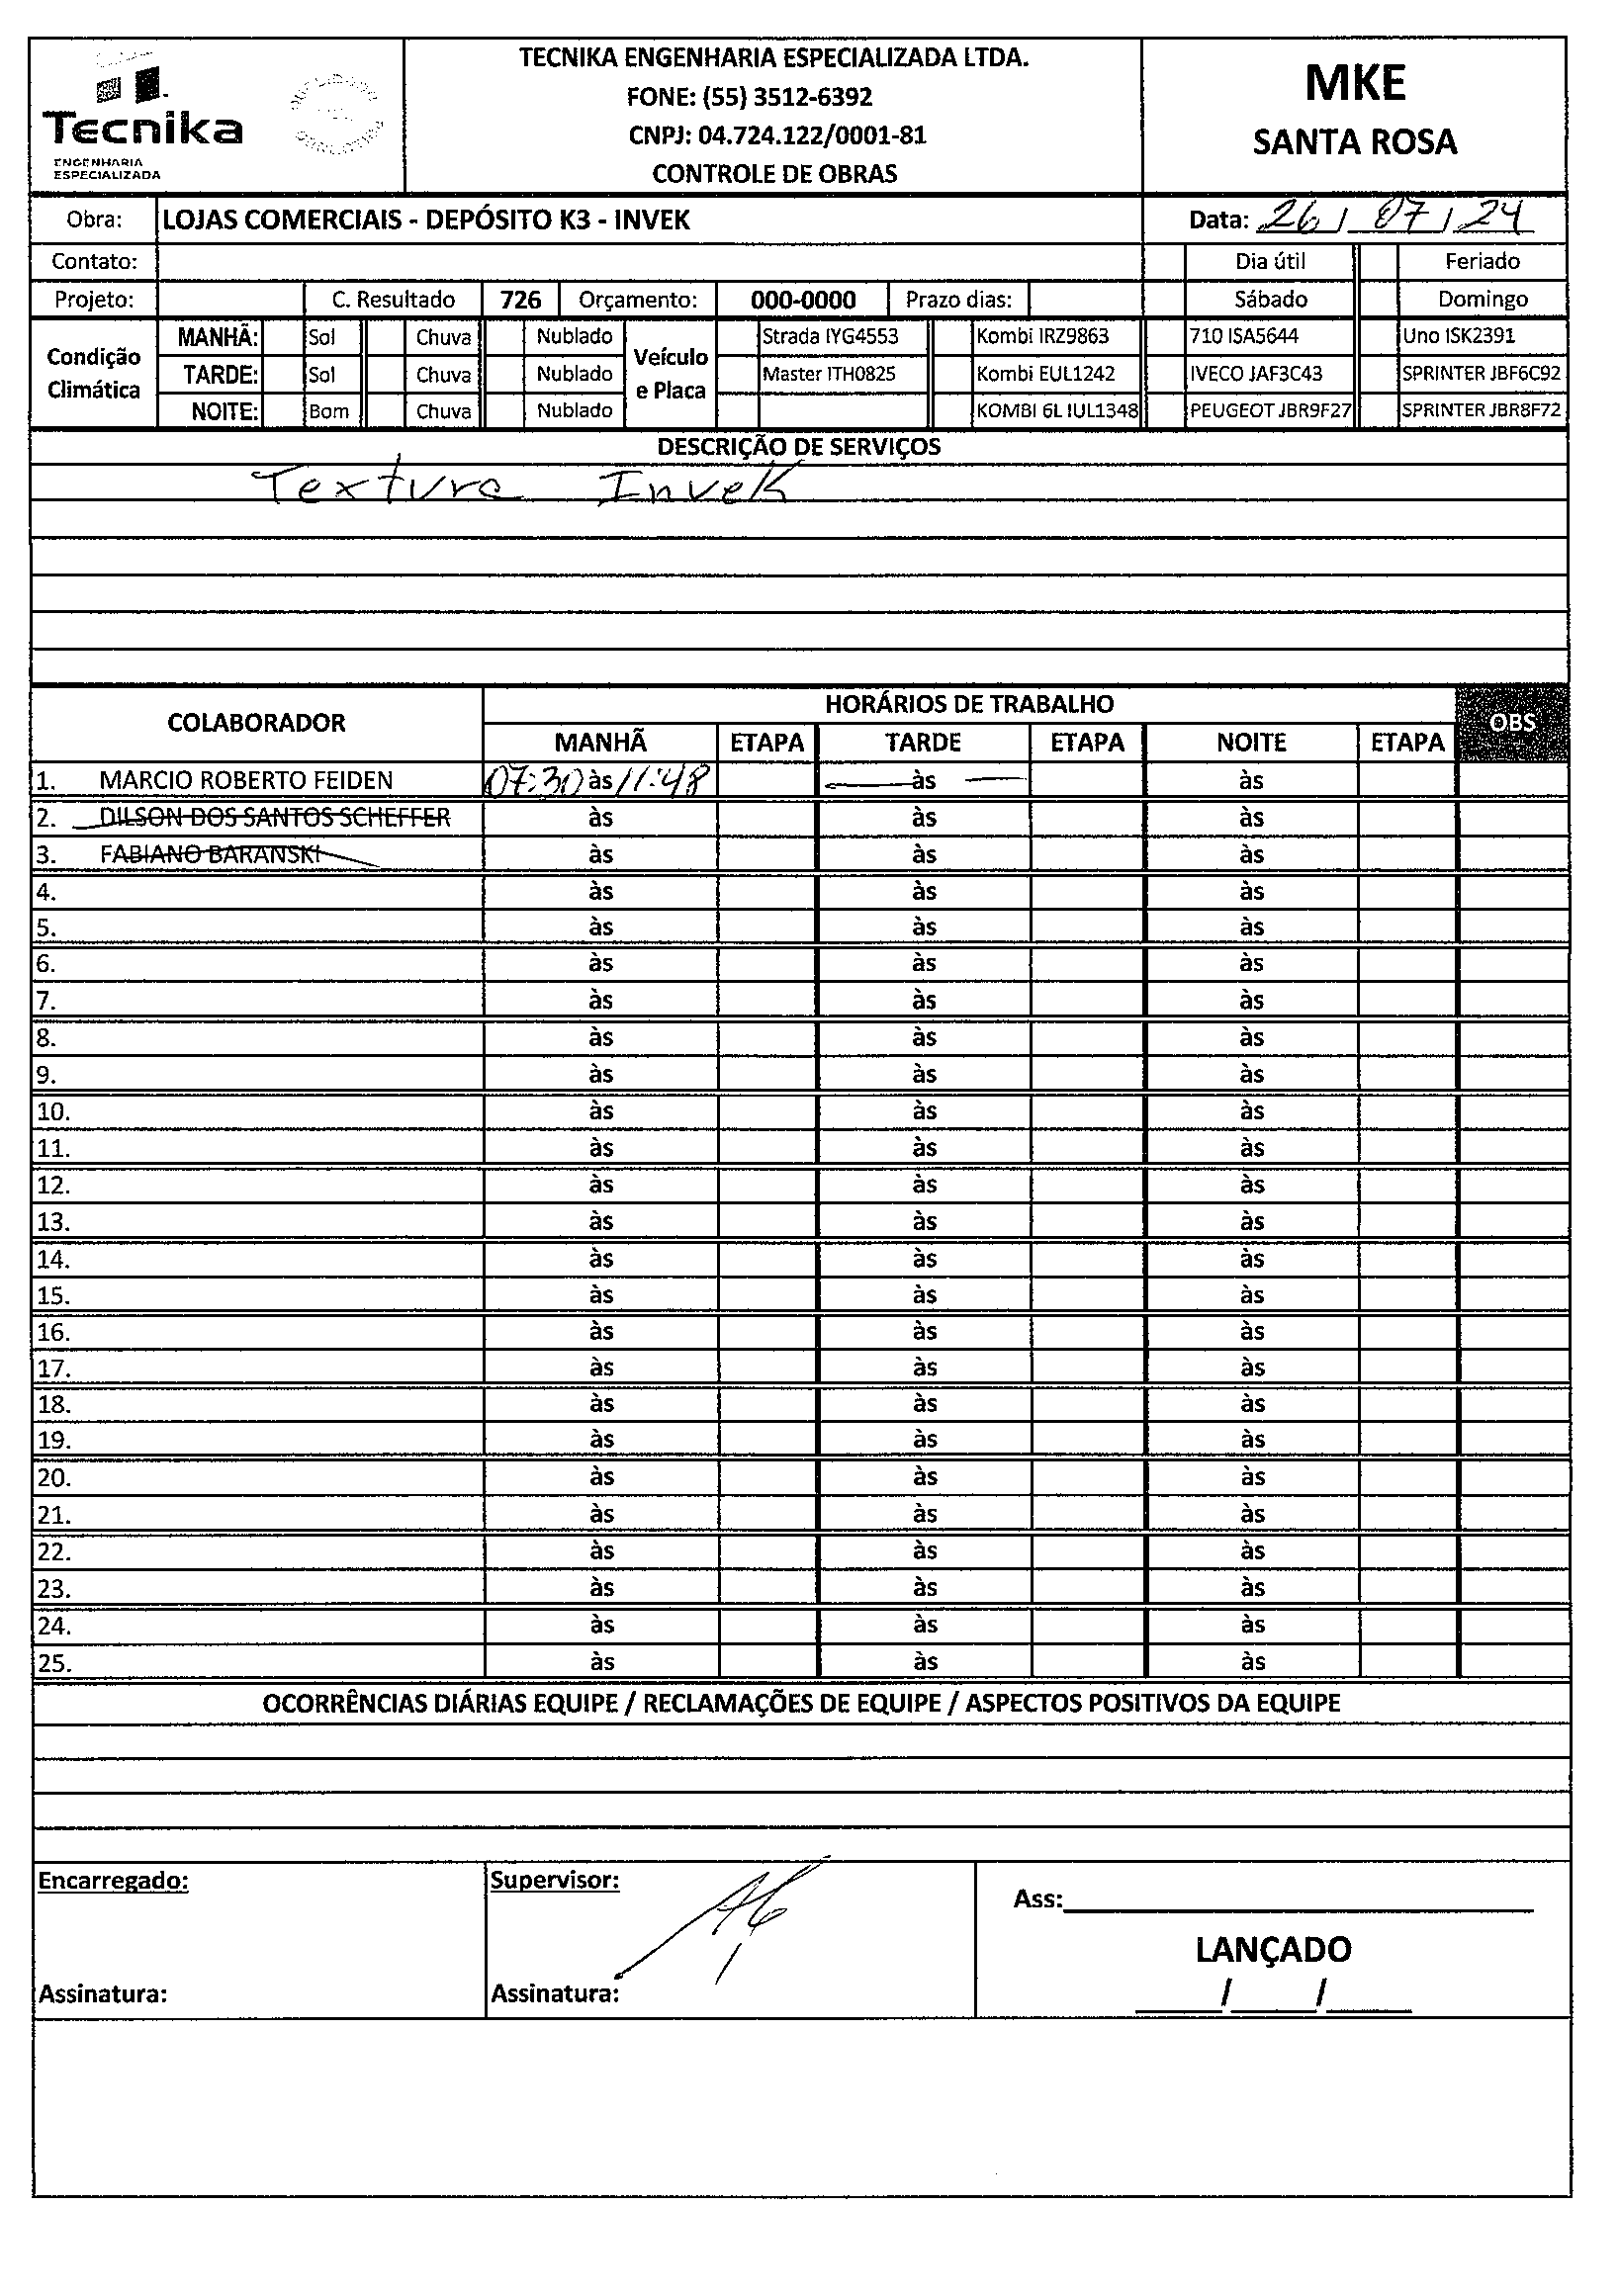 TECNIKA ENGENHARIA ESPECIALIZADA LTDA.
FONE: (55) 3512-6392
CNPJ: 04.724.122/0001-81
CONTROLE DE OBRAS
Tecnika
ENGENHARIA
ESPECIALIZADA
MKE
SANTA ROSA
Obra: LOJAS COMERCIAIS - DEPÓSITO K3 - INVEK Data: 26/07/24
Contato: Dia útil Feriado
Projeto: C. Resultado 726 Orçamento: 000-0000 Prazo dias: Sábado Domingo
Condição Climática Veículo e Placa
MANHÃ: Sol Chuva Nublado Strada IYG4553 Kombi IRZ9863 710 ISA5644 Uno ISK2391
TARDE: Sol Chuva Nublado Master ITH0825 Kombi EUL1242 IVECO JAF3C43 SPRINTER JBF6C92
NOITE: Bom Chuva Nublado KOMBI 6L IUL1348 PEUGEOT JBR9F27 SPRINTER JBR8F72
DESCRIÇÃO DE SERVIÇOS
Textura Invek
COLABORADOR HORÁRIOS DE TRABALHO OBS
MANHÃ ETAPA TARDE ETAPA NOITE ETAPA
1. MARCIO ROBERTO FEIDEN 07:30 às 11:48 às às
2. DILSON DOS SANTOS SCHEFFER às às às
3. FABIANO BARANSKI às às às
4. às às às
5. às às às
6. às às às
7. às às às
8. às às às
9. às às às
10. às às às
11. às às às
12. às às às
13. às às às
14. às às às
15. às às às
16. às às às
17. às às às
18. às às às
19. às às às
20. às às às
21. às às às
22. às às às
23. às às às
24. às às às
25. às às às
OCORRÊNCIAS DIÁRIAS EQUIPE / RECLAMAÇÕES DE EQUIPE / ASPECTOS POSITIVOS DA EQUIPE
Encarregado: Supervisor: Ass:
LANÇADO
Assinatura: Assinatura: / /